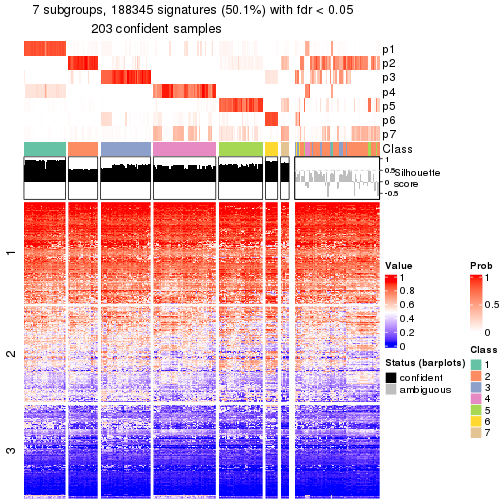 7 subgroups, 188345 signatures (50.1%) with fdr < 0.05
203 confident samples
p1
p2
p3
p4
p5
p6
p7
Class
1
0.5
0
-0.5
Silhouette
score
1
2
3
Value
1
0.8
0.6
0.4
0.2
0
Prob
1
0.5
0
Status (barplots)
confident
ambiguous
Class
1
2
3
4
5
6
7